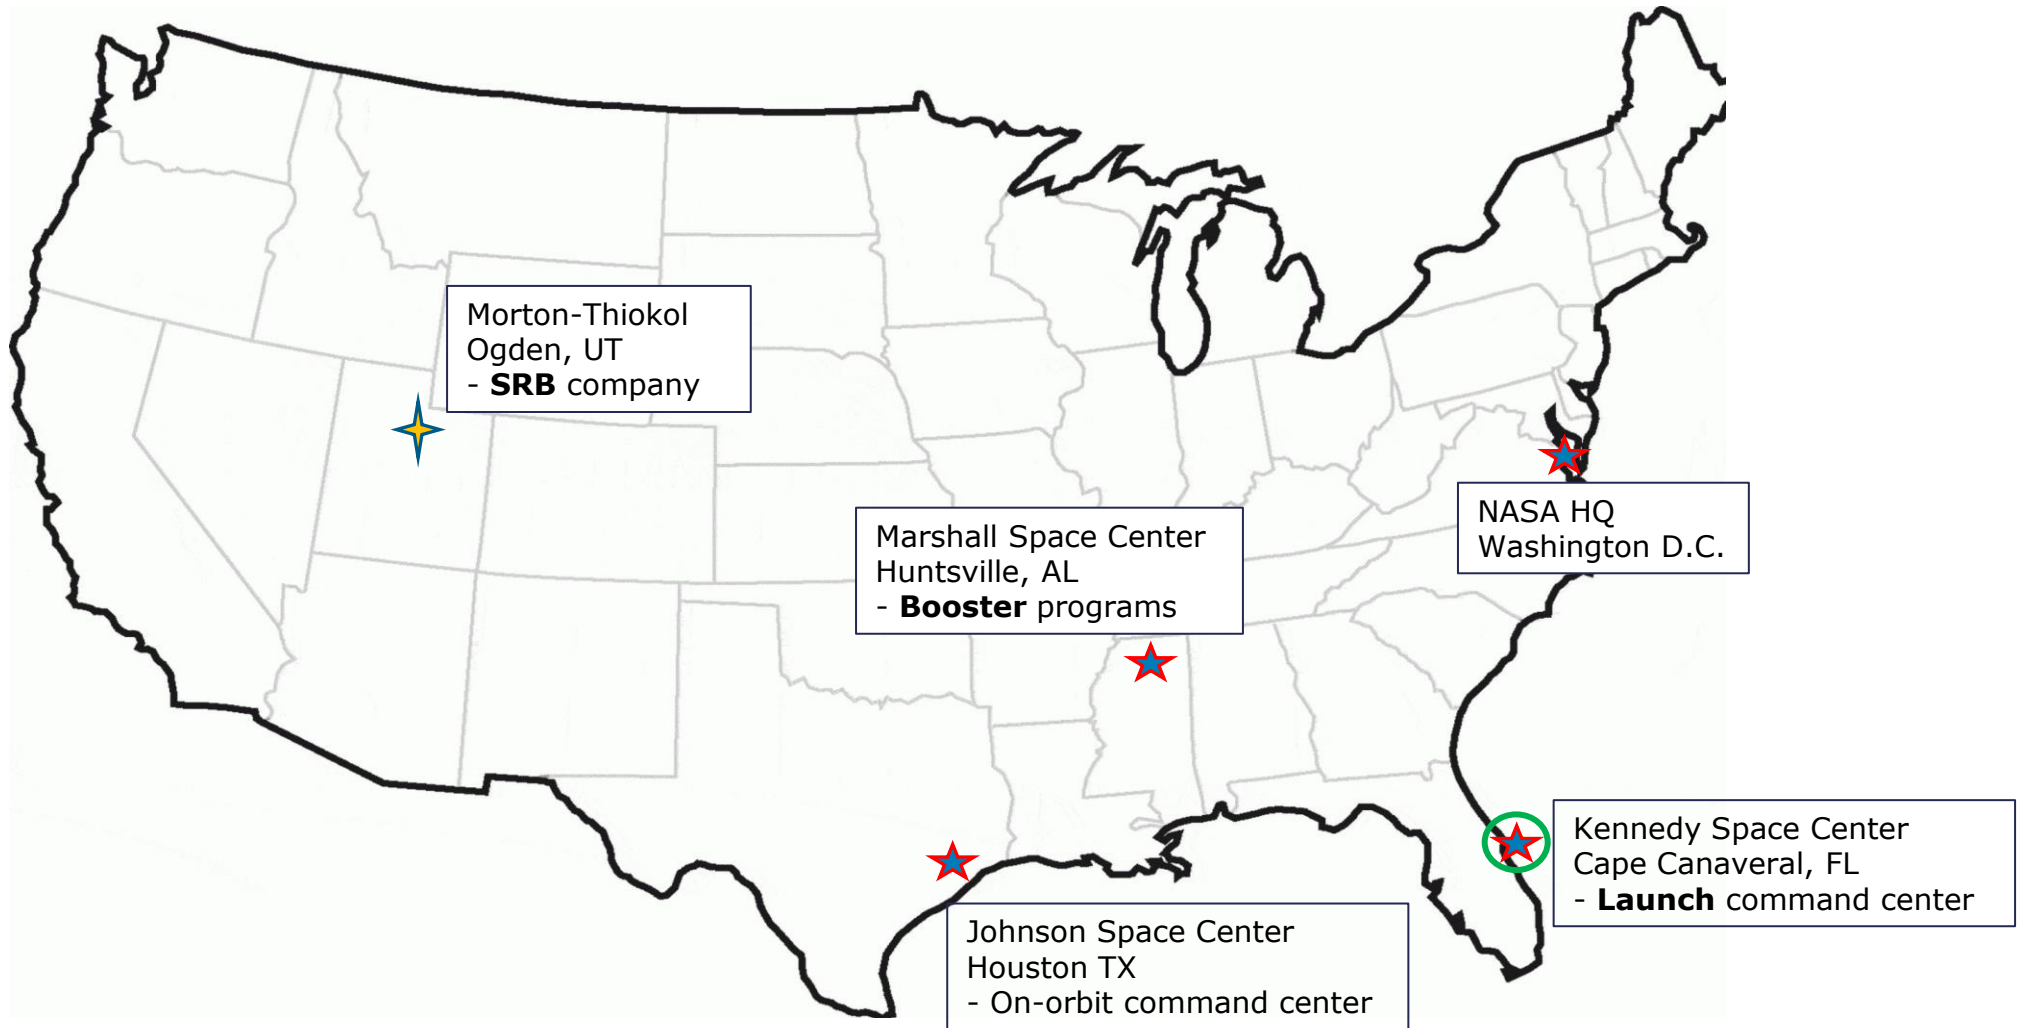 Morton-Thiokol
Ogden, UT
- SRB company
Marshall Space Center
Huntsville, AL
- Booster programs
NASA HQ
Washington D.C.
Kennedy Space Center
Cape Canaveral, FL
- Launch command center
Johnson Space Center
Houston TX
- On-orbit command center